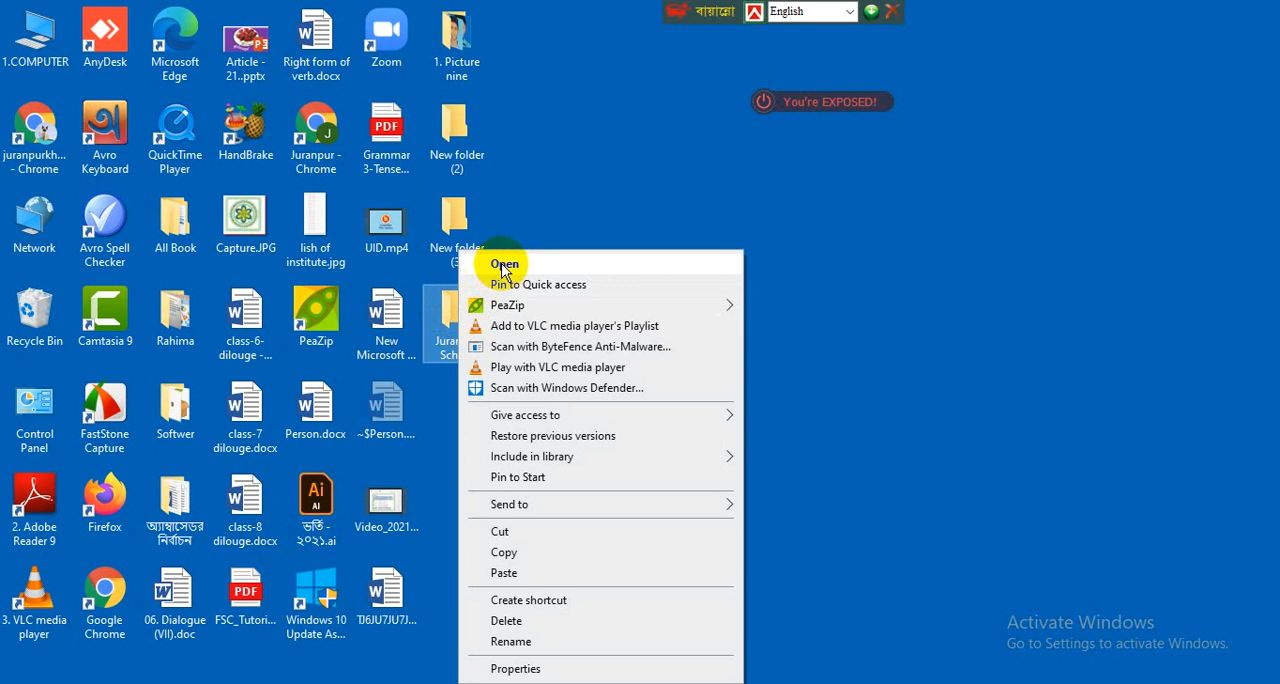 বায়ান্নো
English
1.COMPUTER
AnyDesk
Microsoft
Edge
Article -
21..pptx
Right form of
verb.docx
Zoom
1. Picture
nine
You're EXPOSED!
juranpurkh...
- Chrome
Avro
Keyboard
QuickTime
Player
HandBrake
Juranpur -
Chrome
PDF
Grammar
3-Tense...
New folder
(2)
Network
Avro Spell
Checker
All Book
Capture.JPG
lish of
institute.jpg
UID.mp4
New folder
Recycle Bin
Camtasia 9
Rahima
class-6-
dilouge -...
PeaZip
New
Microsoft ...
Control
Panel
FastStone
Capture
Softwer
class-7
dilouge.docx
Person.docx
~$Person....
2. Adobe
Reader 9
Firefox
অ্যাম্বাসেডর
নির্বাচন
class-8
dilouge.docx
Ai
AI
ভর্তি -
২০২১.ai
Video_2021...
3. VLC media
player
Google
Chrome
06. Dialogue
(VII).doc
PDF
FSC_Tutori...
Windows 10
Update As...
TJ6JU7JU7J...
Open
Pin to Quick access
PeaZip
Add to VLC media player's Playlist
Scan with ByteFence Anti-Malware...
Play with VLC media player
Scan with Windows Defender...
Give access to
Restore previous versions
Include in library
Pin to Start
Send to
Cut
Copy
Paste
Create shortcut
Delete
Rename
Properties
Activate Windows
Go to Settings to activate Windows.